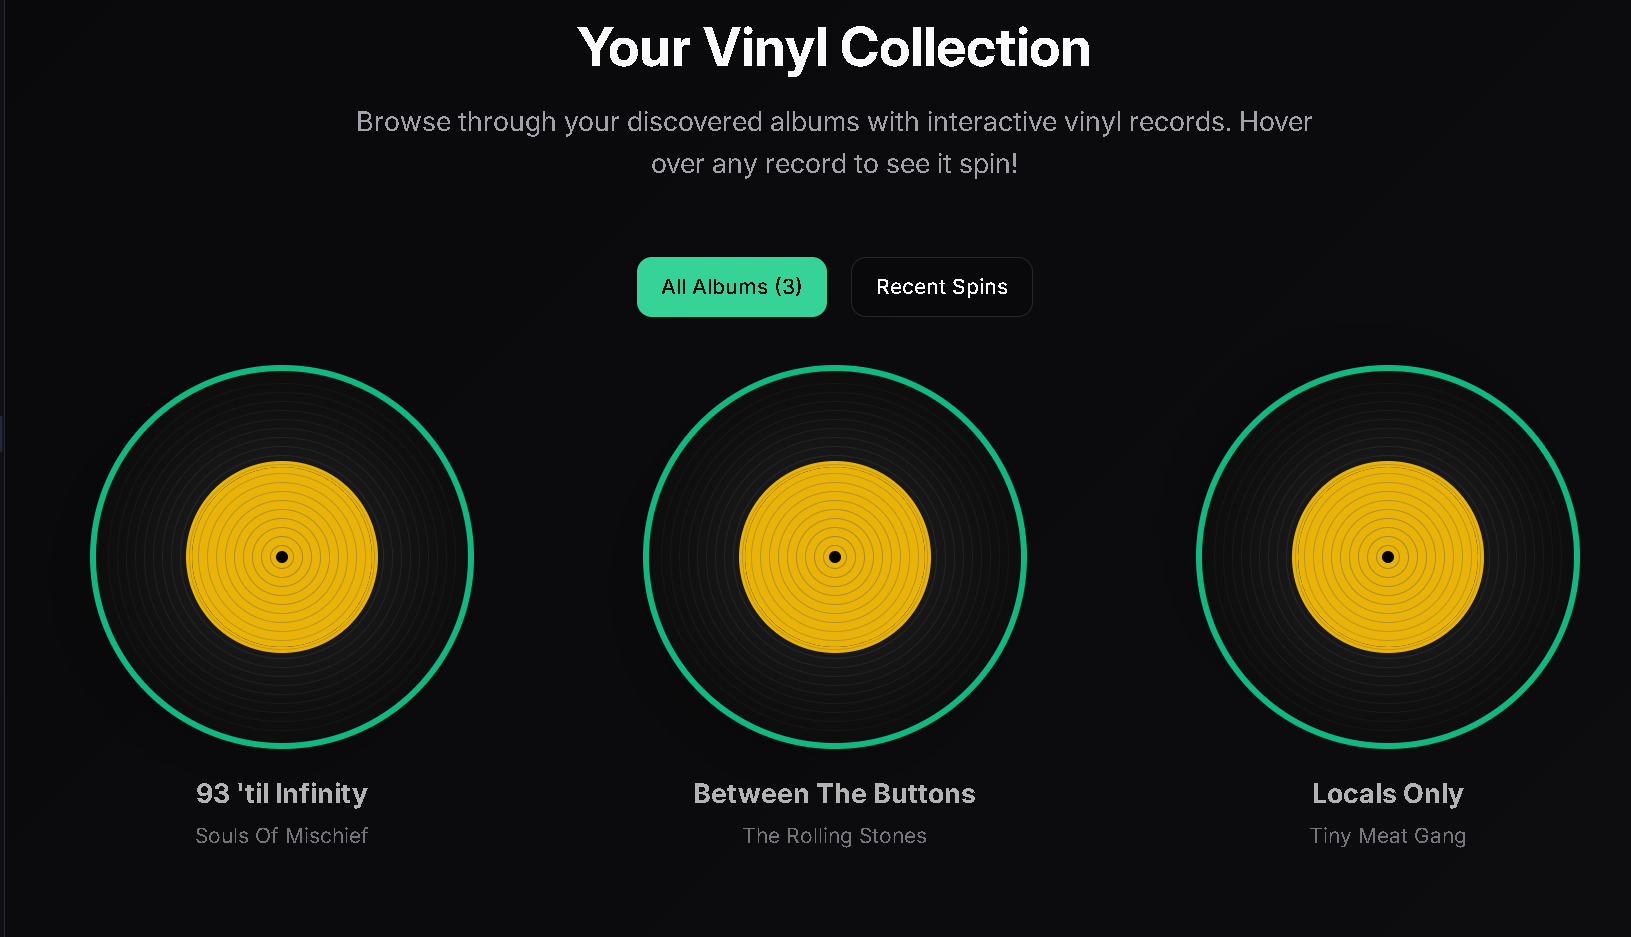 Your Vinyl Collection
Browse through your discovered albums with interactive vinyl records. Hover
over any record to see it spin!
All Albums (3)
Recent Spins
93 'til Infinity
Souls Of Mischief
Between The Buttons
The Rolling Stones
Locals Only
Tiny Meat Gang